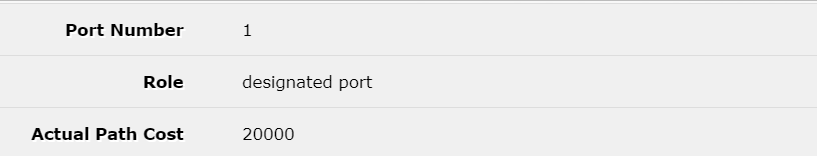 Port Number 1
Role designated port
Actual Path Cost 20000